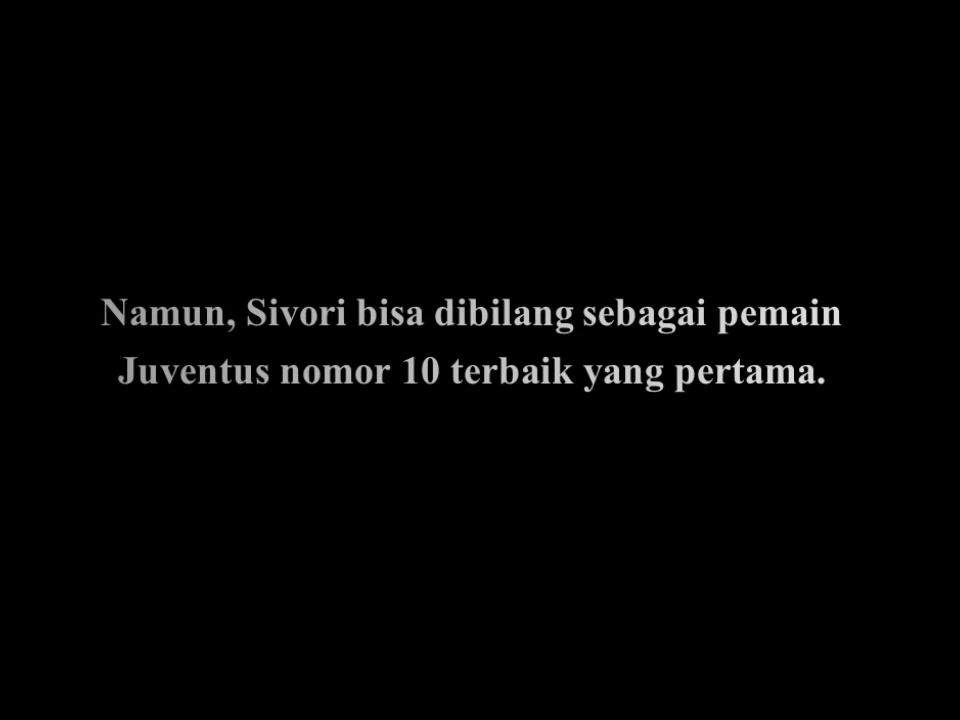 Namun, Sivori bisa dibilang sebagai pemain
Juventus nomor 10 terbaik yang pertama.